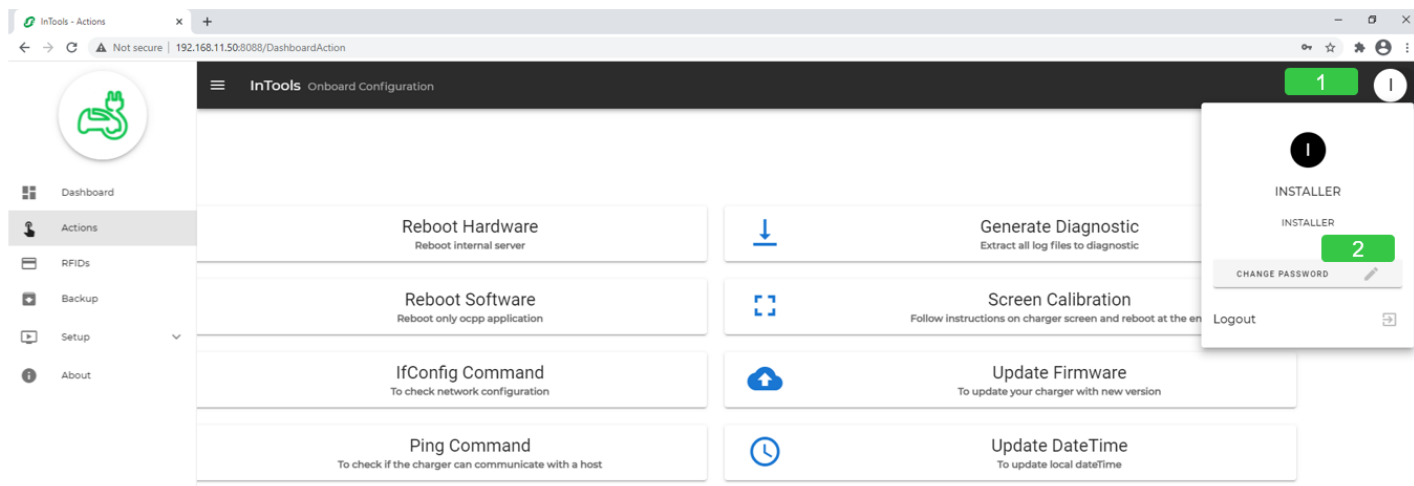 InTools - Actions
Not secure | 192.168.11.50:8088/DashboardAction
InTools Onboard Configuration
1
I
I
INSTALLER
INSTALLER
2
CHANGE PASSWORD
Logout
Dashboard
Actions
RFIDs
Backup
Setup
About
Reboot Hardware
Reboot internal server
Generate Diagnostic
Extract all log files to diagnostic
Reboot Software
Reboot only ocpp application
Screen Calibration
Follow instructions on charger screen and reboot at the en
IfConfig Command
To check network configuration
Update Firmware
To update your charger with new version
Ping Command
To check if the charger can communicate with a host
Update DateTime
To update local dateTime